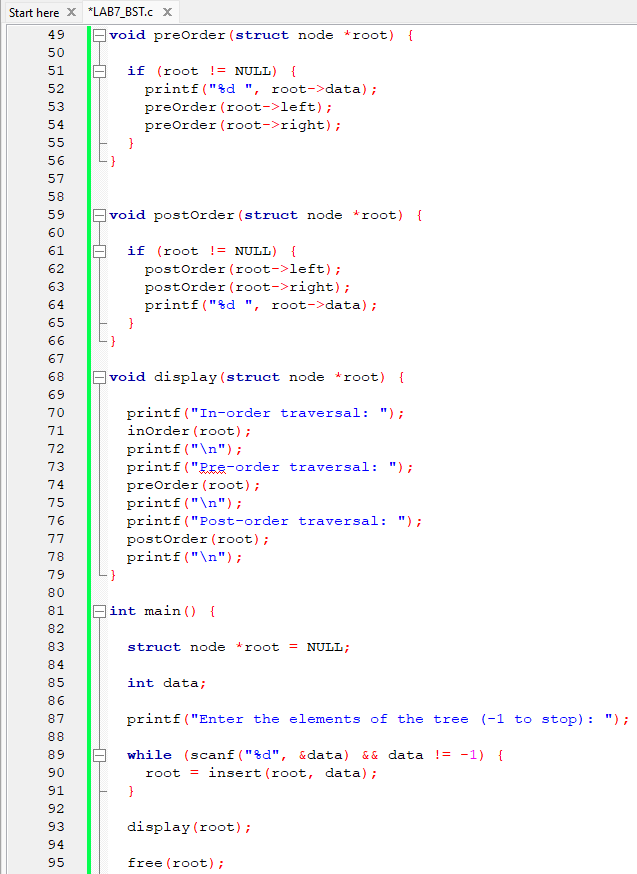 Start here × *LAB7_BST.c ×
49 void preOrder(struct node *root) {
50
51 if (root != NULL) {
52 printf("%d ", root->data);
53 preOrder(root->left);
54 preOrder(root->right);
55 }
56 }
57
58
59 void postOrder(struct node *root) {
60
61 if (root != NULL) {
62 postOrder(root->left);
63 postOrder(root->right);
64 printf("%d ", root->data);
65 }
66 }
67
68 void display(struct node *root) {
69
70 printf("In-order traversal: ");
71 inOrder(root);
72 printf("\n");
73 printf("Pre-order traversal: ");
74 preOrder(root);
75 printf("\n");
76 printf("Post-order traversal: ");
77 postOrder(root);
78 printf("\n");
79 }
80
81 int main() {
82
83 struct node *root = NULL;
84
85 int data;
86
87 printf("Enter the elements of the tree (-1 to stop): ");
88
89 while (scanf("%d", &data) && data != -1) {
90 root = insert(root, data);
91 }
92
93 display(root);
94
95 free(root);